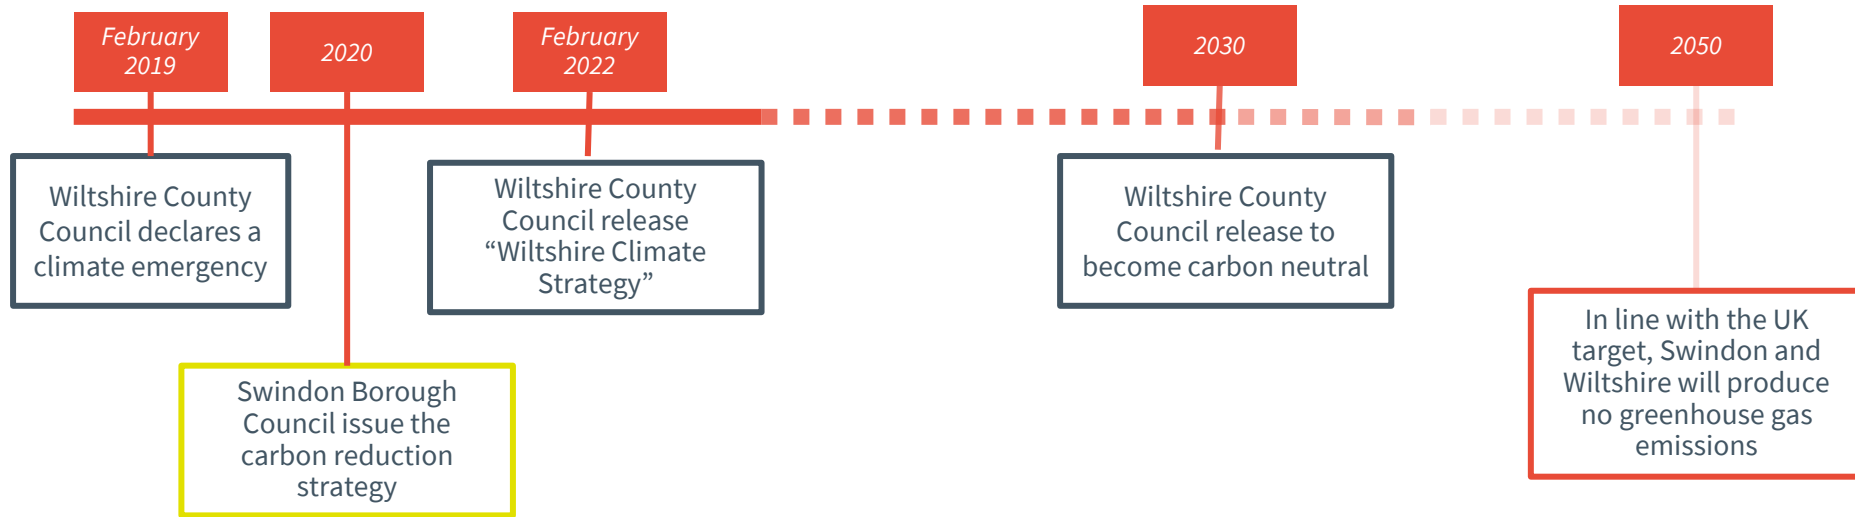 February
2019
2020
February
2022
2030
2050
Wiltshire County
Council declares a
climate emergency
Wiltshire County
Council release
“Wiltshire Climate
Strategy”
Wiltshire County
Council release to
become carbon neutral
In line with the UK
target, Swindon and
Wiltshire will produce
no greenhouse gas
emissions
Swindon Borough
Council issue the
carbon reduction
strategy